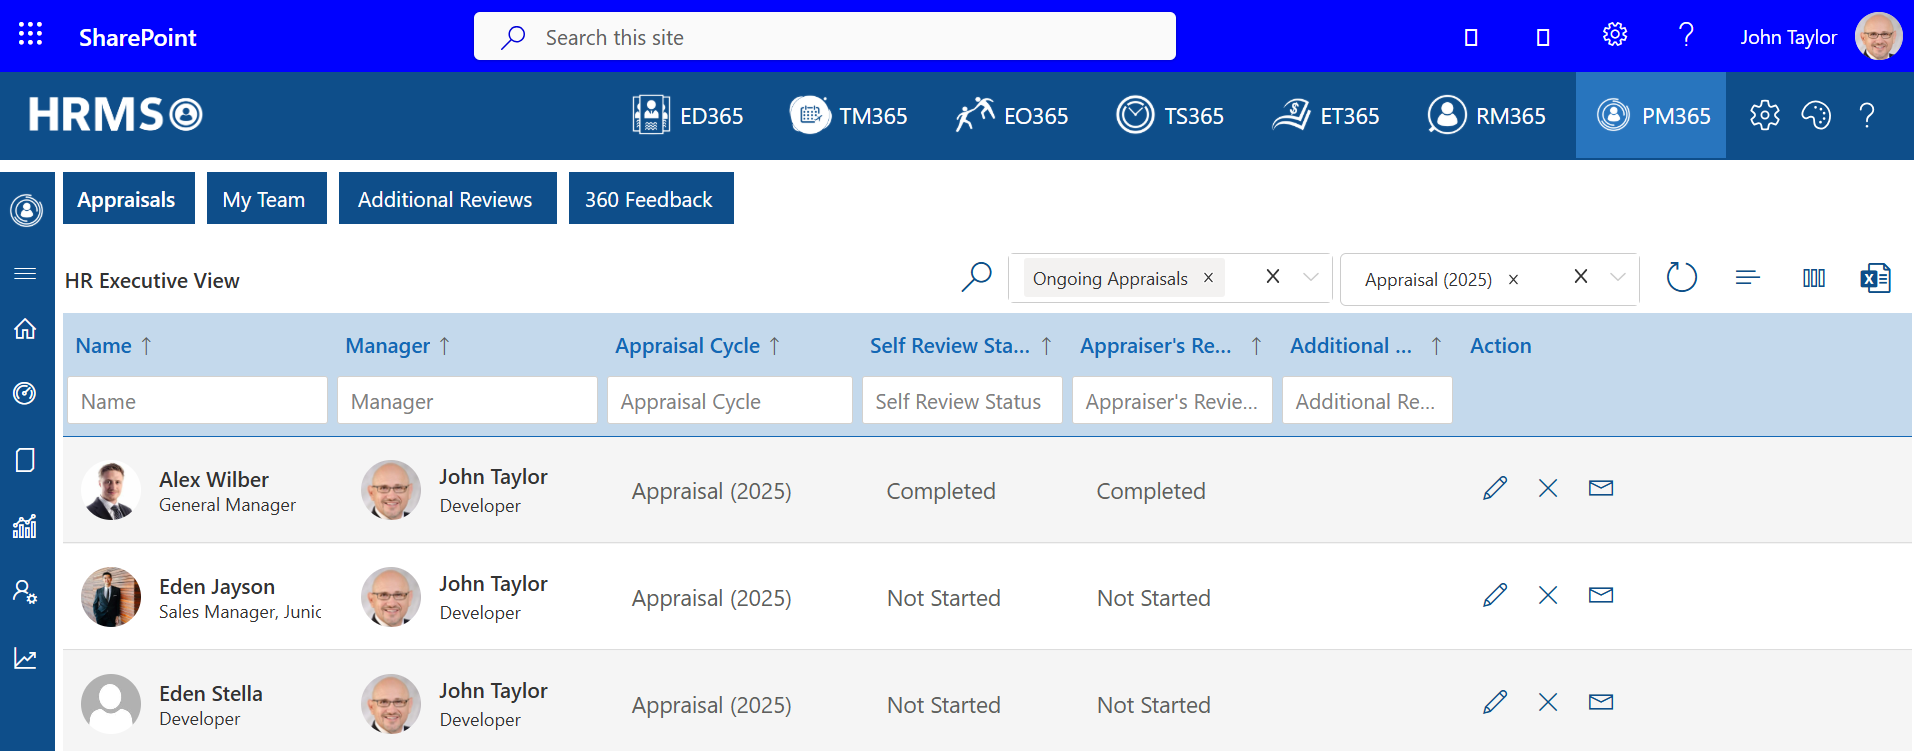 SharePoint
Search this site
John Taylor
HRMS
ED365
TM365
EO365
TS365
ET365
RM365
PM365
Appraisals
My Team
Additional Reviews
360 Feedback
HR Executive View
Ongoing Appraisals
Appraisal (2025)
Name
Manager
Appraisal Cycle
Self Review Sta...
Appraiser's Re...
Additional ...
Action
Name
Manager
Appraisal Cycle
Self Review Status
Appraiser's Revie...
Additional Re...
Alex Wilber
General Manager
John Taylor
Developer
Appraisal (2025)
Completed
Completed
Eden Jayson
Sales Manager, Junic
John Taylor
Developer
Appraisal (2025)
Not Started
Not Started
Eden Stella
Developer
John Taylor
Developer
Appraisal (2025)
Not Started
Not Started